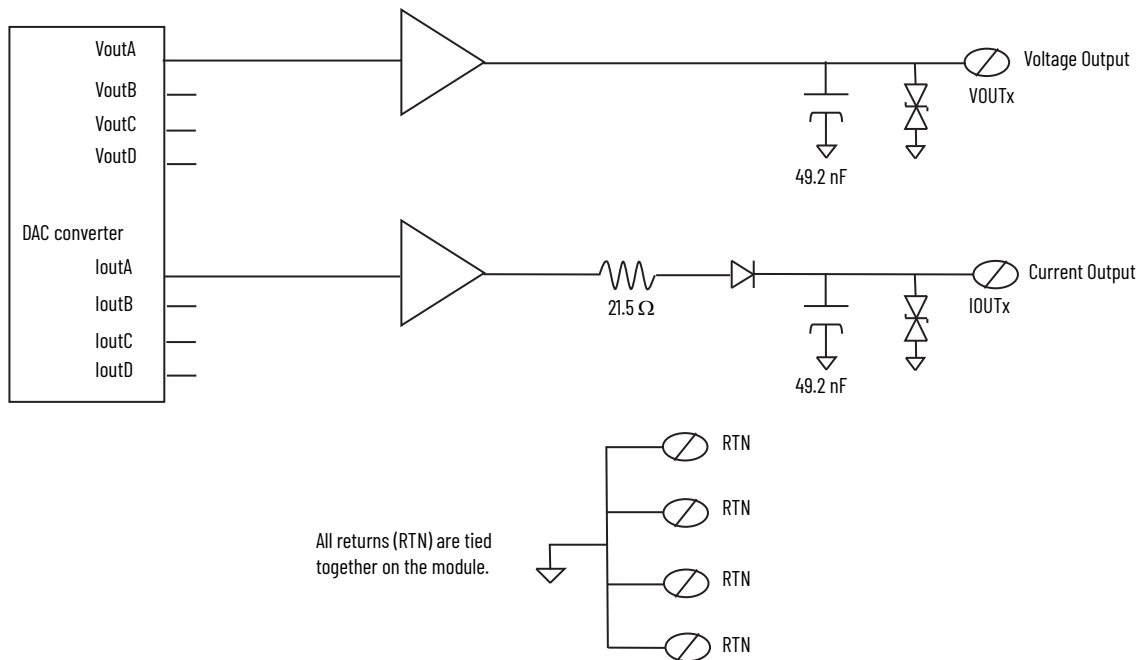 VoutA
VoutB
VoutC
VoutD
DAC converter
IoutA
IoutB
IoutC
IoutD
Voltage Output
VOUTx
49.2 nF
21.5 Ω
Current Output
IOUTx
49.2 nF
All returns (RTN) are tied
together on the module.
RTN
RTN
RTN
RTN